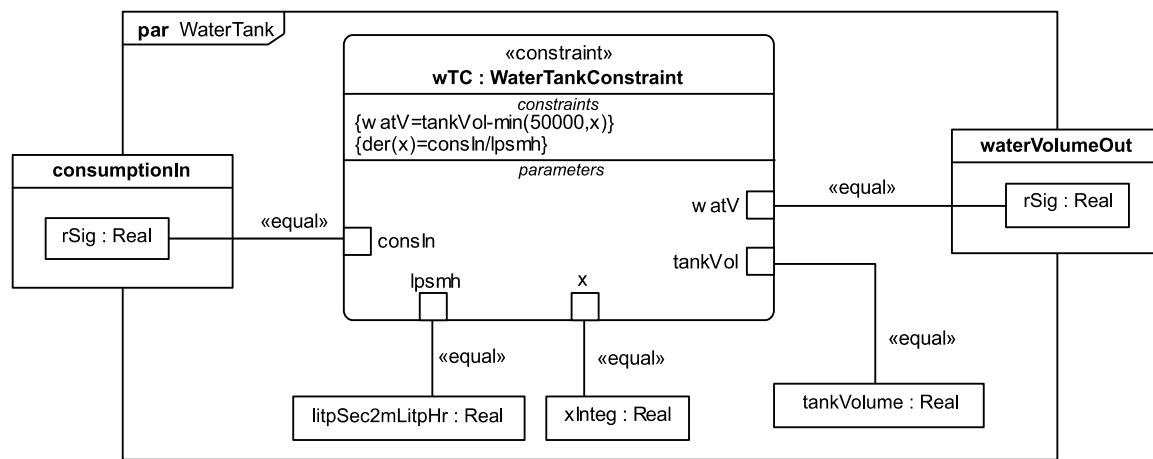 par WaterTank
«constraint»
wTC : WaterTankConstraint
constraints
{watV=tankVol-min(50000,x)}
{der(x)=consIn/lpsmh}
parameters
consumptionIn
rSig : Real
«equal»
consIn
watV
«equal»
waterVolumeOut
rSig : Real
tankVol
lpsmh
x
«equal»
«equal»
«equal»
litpSec2mLitpHr : Real
xInteg : Real
tankVolume : Real